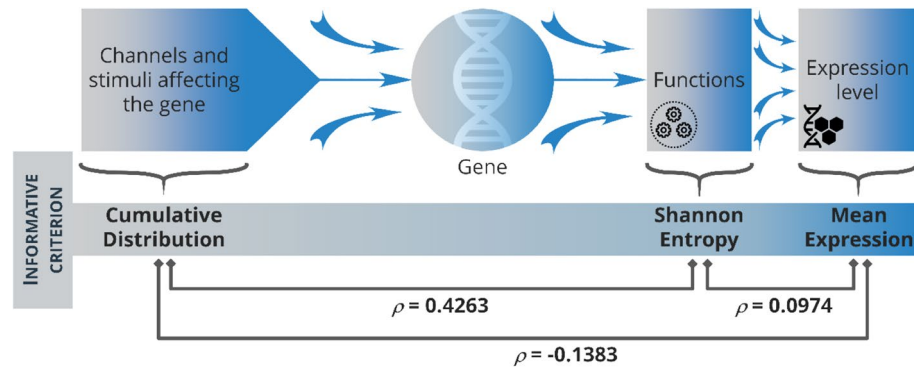 Channels and
stimuli affecting
the gene
Gene
Functions
Expression
level
INFORMATIVE
CRITERION
Cumulative
Distribution
Shannon
Entropy
Mean
Expression
ρ = 0.4263
ρ = 0.0974
ρ = -0.1383